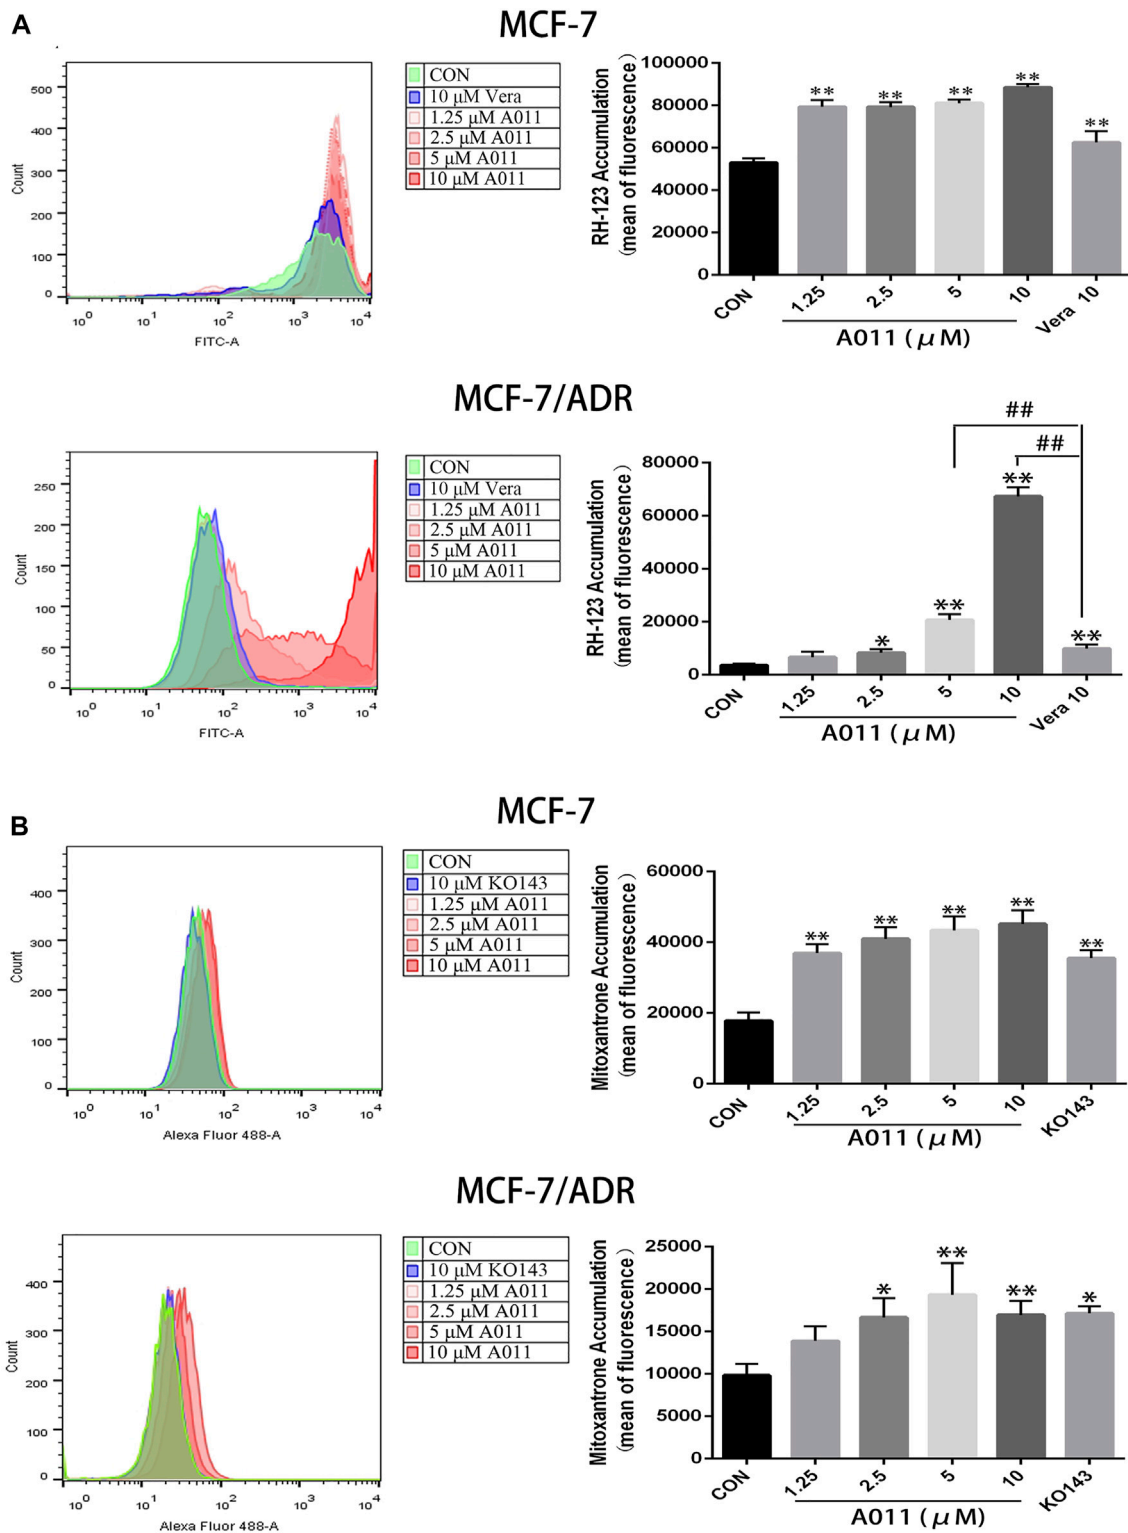 A
MCF-7
500
400
300
200
100
0
Count
10^0 10^1 10^2 10^3 10^4
FITC-A
CON
10 μM Vera
1.25 μM A011
2.5 μM A011
5 μM A011
10 μM A011
RH-123 Accumulation
(mean of fluorescence)
100000
80000
60000
40000
20000
0
** ** ** ** **
CON 1.25 2.5 5 10 Vera 10
A011 (μM)
MCF-7/ADR
250
200
150
100
50
0
Count
10^0 10^1 10^2 10^3 10^4
FITC-A
CON
10 μM Vera
1.25 μM A011
2.5 μM A011
5 μM A011
10 μM A011
RH-123 Accumulation
(mean of fluorescence)
80000
60000
40000
20000
0
##
##
* ** ** **
CON 1.25 2.5 5 10 Vera 10
A011 (μM)
B
MCF-7
400
300
200
100
0
Count
10^0 10^1 10^2 10^3 10^4
Alexa Fluor 488-A
CON
10 μM KO143
1.25 μM A011
2.5 μM A011
5 μM A011
10 μM A011
Mitoxantrone Accumulation
(mean of fluorescence)
60000
40000
20000
0
** ** ** ** **
CON 1.25 2.5 5 10 KO143
A011 (μM)
MCF-7/ADR
400
300
200
100
0
Count
10^0 10^1 10^2 10^3 10^4
Alexa Fluor 488-A
CON
10 μM KO143
1.25 μM A011
2.5 μM A011
5 μM A011
10 μM A011
Mitoxantrone Accumulation
(mean of fluorescence)
25000
20000
15000
10000
5000
0
* ** ** *
CON 1.25 2.5 5 10 KO143
A011 (μM)